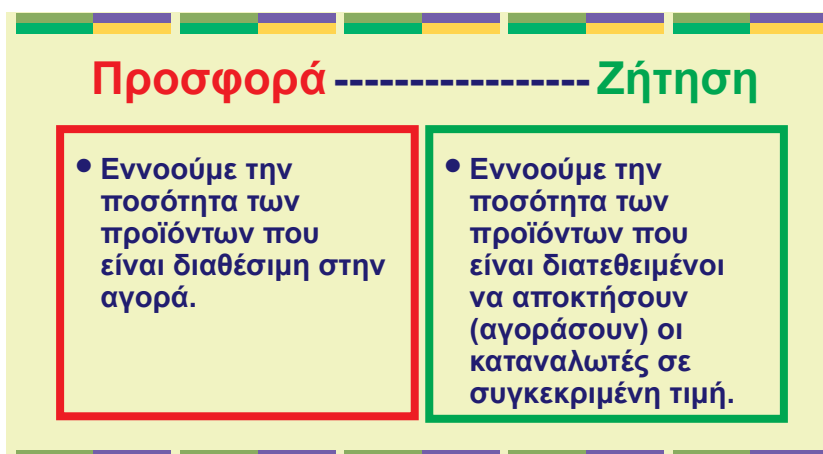 Προσφορά ----------------- Ζήτηση
• Εννοούμε την
ποσότητα των
προϊόντων που
είναι διαθέσιμη στην
αγορά.
• Εννοούμε την
ποσότητα των
προϊόντων που
είναι διατεθειμένοι
να αποκτήσουν
(αγοράσουν) οι
καταναλωτές σε
συγκεκριμένη τιμή.